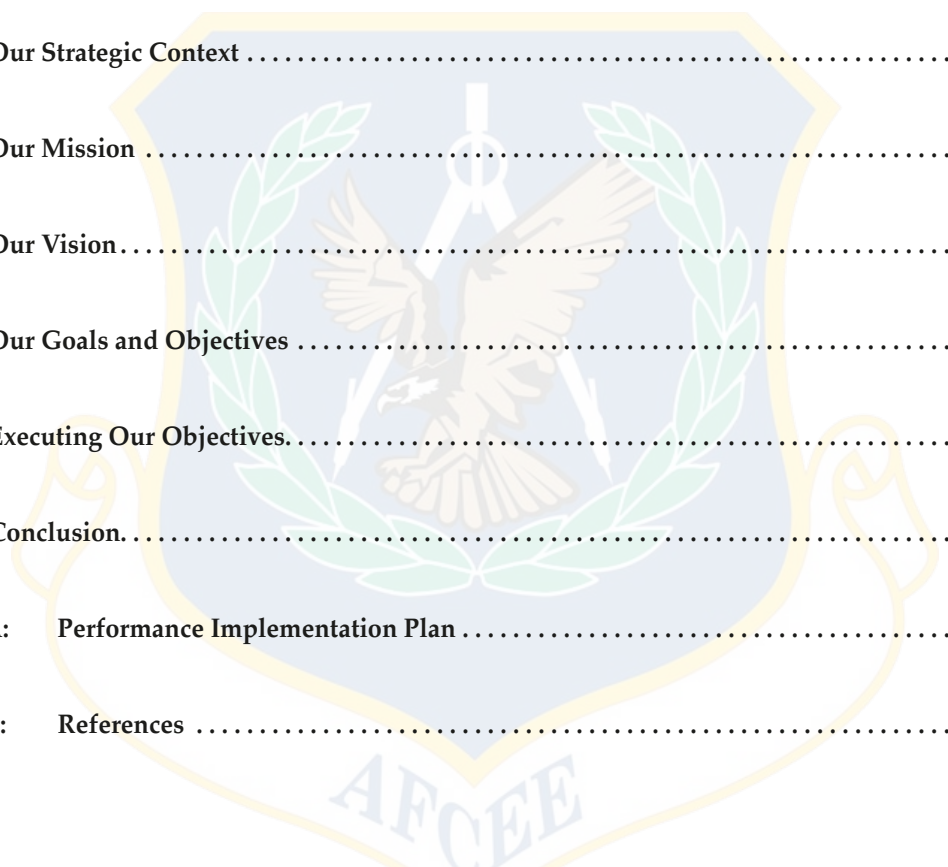 Our Strategic Context . . . . . . . . . . . . . . . . . . . . . . . . . . . . . . . . . . . . . . . . . . . . . . . . . . . . . . . .
Our Mission . . . . . . . . . . . . . . . . . . . . . . . . . . . . . . . . . . . . . . . . . . . . . . . . . . . . . . . . . . . . . . . .
Our Vision . . . . . . . . . . . . . . . . . . . . . . . . . . . . . . . . . . . . . . . . . . . . . . . . . . . . . . . . . . . . . . . . . .
Our Goals and Objectives . . . . . . . . . . . . . . . . . . . . . . . . . . . . . . . . . . . . . . . . . . . . . . . . . . . .
Executing Our Objectives. . . . . . . . . . . . . . . . . . . . . . . . . . . . . . . . . . . . . . . . . . . . . . . . . . . . .
Conclusion. . . . . . . . . . . . . . . . . . . . . . . . . . . . . . . . . . . . . . . . . . . . . . . . . . . . . . . . . . . . . . . . . .
: Performance Implementation Plan . . . . . . . . . . . . . . . . . . . . . . . . . . . . . . . . . . . . . . .
: References . . . . . . . . . . . . . . . . . . . . . . . . . . . . . . . . . . . . . . . . . . . . . . . . . . . . . . . . . . . .
AFCEE